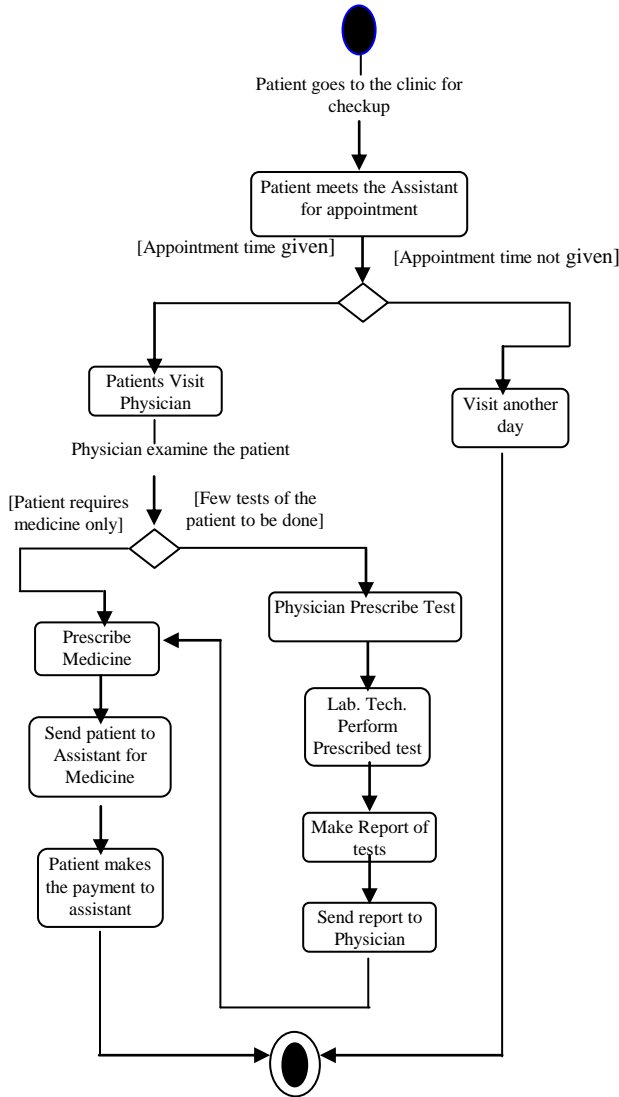 Patient goes to the clinic for
checkup
Patient meets the Assistant
for appointment
[Appointment time given]
[Appointment time not given]
Patients Visit
Physician
Visit another
day
Physician examine the patient
[Patient requires
medicine only]
[Few tests of the
patient to be done]
Physician Prescribe Test
Prescribe
Medicine
Lab. Tech.
Perform
Prescribed test
Send patient to
Assistant for
Medicine
Make Report of
tests
Patient makes
the payment to
assistant
Send report to
Physician